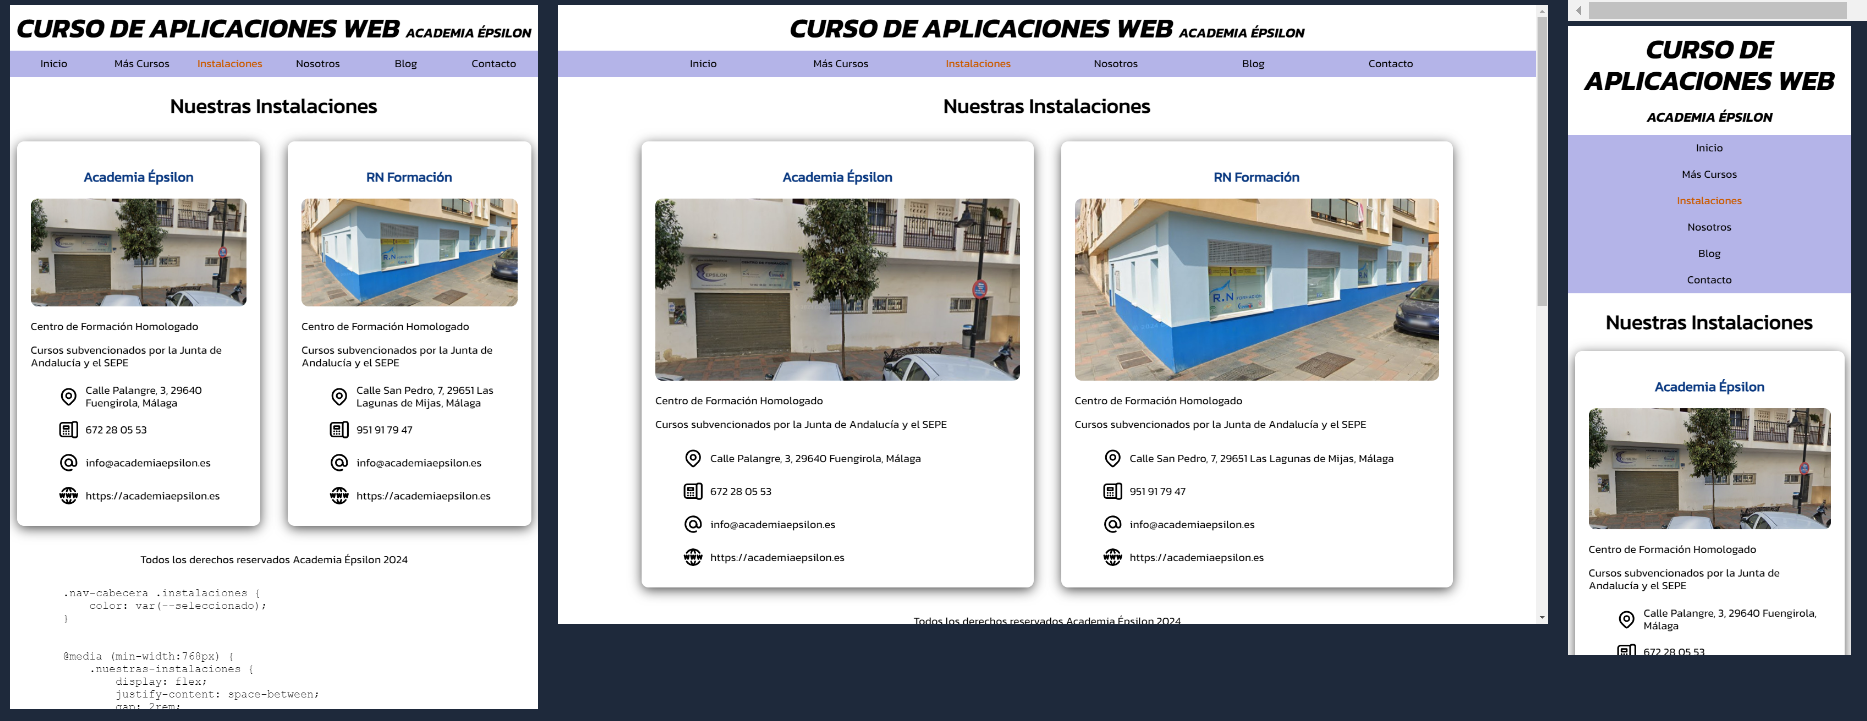 CURSO DE APLICACIONES WEB ACADEMIA ÉPSILON
Inicio Más Cursos Instalaciones Nosotros Blog Contacto
Nuestras Instalaciones
Academia Épsilon
EPSILON
Centro de Formación Homologado
Cursos subvencionados por la Junta de
Andalucía y el SEPE
Calle Palangre, 3, 29640
Fuengirola, Málaga
672 28 05 53
info@academiaepsilon.es
https://academiaepsilon.es
RN Formación
R.N
Centro de Formación Homologado
Cursos subvencionados por la Junta de
Andalucía y el SEPE
Calle San Pedro, 7, 29651 Las
Lagunas de Mijas, Málaga
951 91 79 47
info@academiaepsilon.es
https://academiaepsilon.es
Todos los derechos reservados Academia Épsilon 2024
.nav-cabecera .instalaciones {
color: var(--seleccionado);
}
@media (min-width:768px) {
.nuestras-instalaciones {
display: flex;
justify-content: space-between;
gap: 2rem;
CURSO DE APLICACIONES WEB ACADEMIA ÉPSILON
Inicio Más Cursos Instalaciones Nosotros Blog Contacto
Nuestras Instalaciones
Academia Épsilon
EPSILON
Centro de Formación Homologado
Cursos subvencionados por la Junta de Andalucía y el SEPE
Calle Palangre, 3, 29640 Fuengirola, Málaga
672 28 05 53
info@academiaepsilon.es
https://academiaepsilon.es
RN Formación
R.N FORMACIÓN
Centro de Formación Homologado
Cursos subvencionados por la Junta de Andalucía y el SEPE
Calle San Pedro, 7, 29651 Las Lagunas de Mijas, Málaga
951 91 79 47
info@academiaepsilon.es
https://academiaepsilon.es
Todos los derechos reservados Academia Épsilon 2024
CURSO DE
APLICACIONES WEB
ACADEMIA ÉPSILON
Inicio
Más Cursos
Instalaciones
Nosotros
Blog
Contacto
Nuestras Instalaciones
Academia Épsilon
Centro de Formación Homologado
Cursos subvencionados por la Junta de
Andalucía y el SEPE
Calle Palangre, 3, 29640 Fuengirola,
Málaga
672 28 05 53